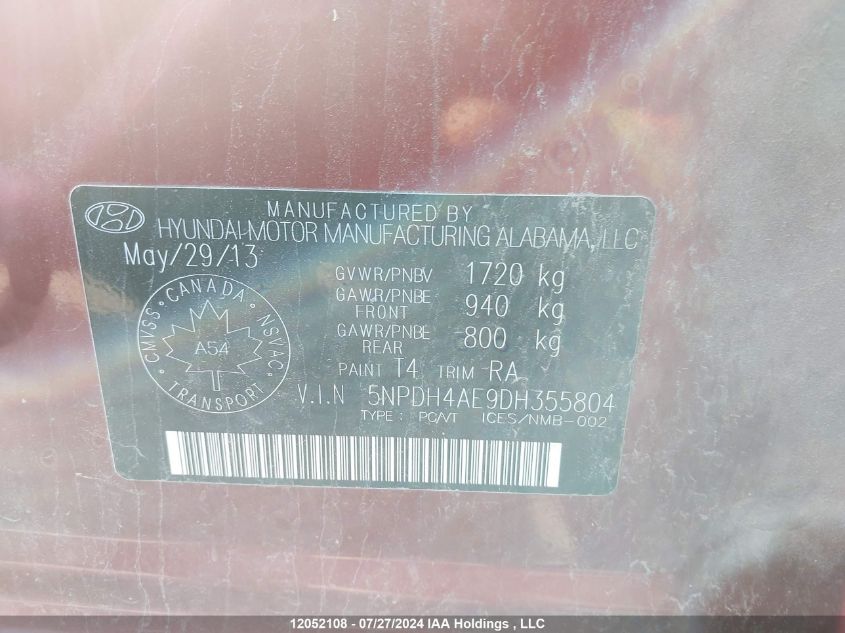 MANUFACTURED BY
HYUNDAI MOTOR MANUFACTURING ALABAMA, LLC
May/29/13
GVWR/PNBV 1720 kg
GAWR/PNBE FRONT 940 kg
GAWR/PNBE REAR 800 kg
PAINT T4 TRIM RA
V.I.N 5NPDH4AE9DH355804
TYPE: PC/VT ICES/NMB-002
CANADA
CMVSS
NSVAC
A54
TRANSPORT
12052108 - 07/27/2024 IAA Holdings , LLC